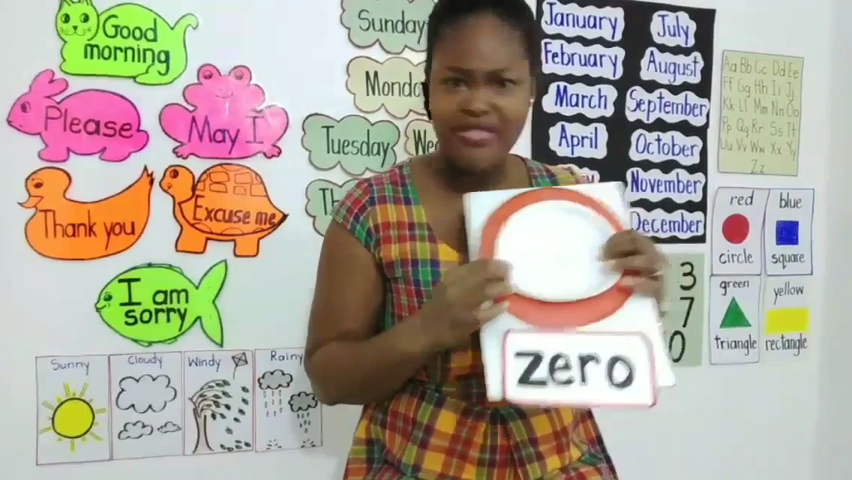 Good
morning
Please
May I
Thank you
Excuse me
I am
sorry
Sunny
Cloudy
Windy
Rainy
Sunday
Monday
Tuesday
January
February
March
April
July
August
September
October
November
December
Aa Bb Cc Dd Ee
Ff Gg Hh Ii Jj
Kk Ll Mm Nn Oo
Pp Qq Rr Ss Tt
Uu Vv Ww Xx Yy
Zz
red
circle
blue
square
green
triangle
yellow
rectangle
3
7
0
zero